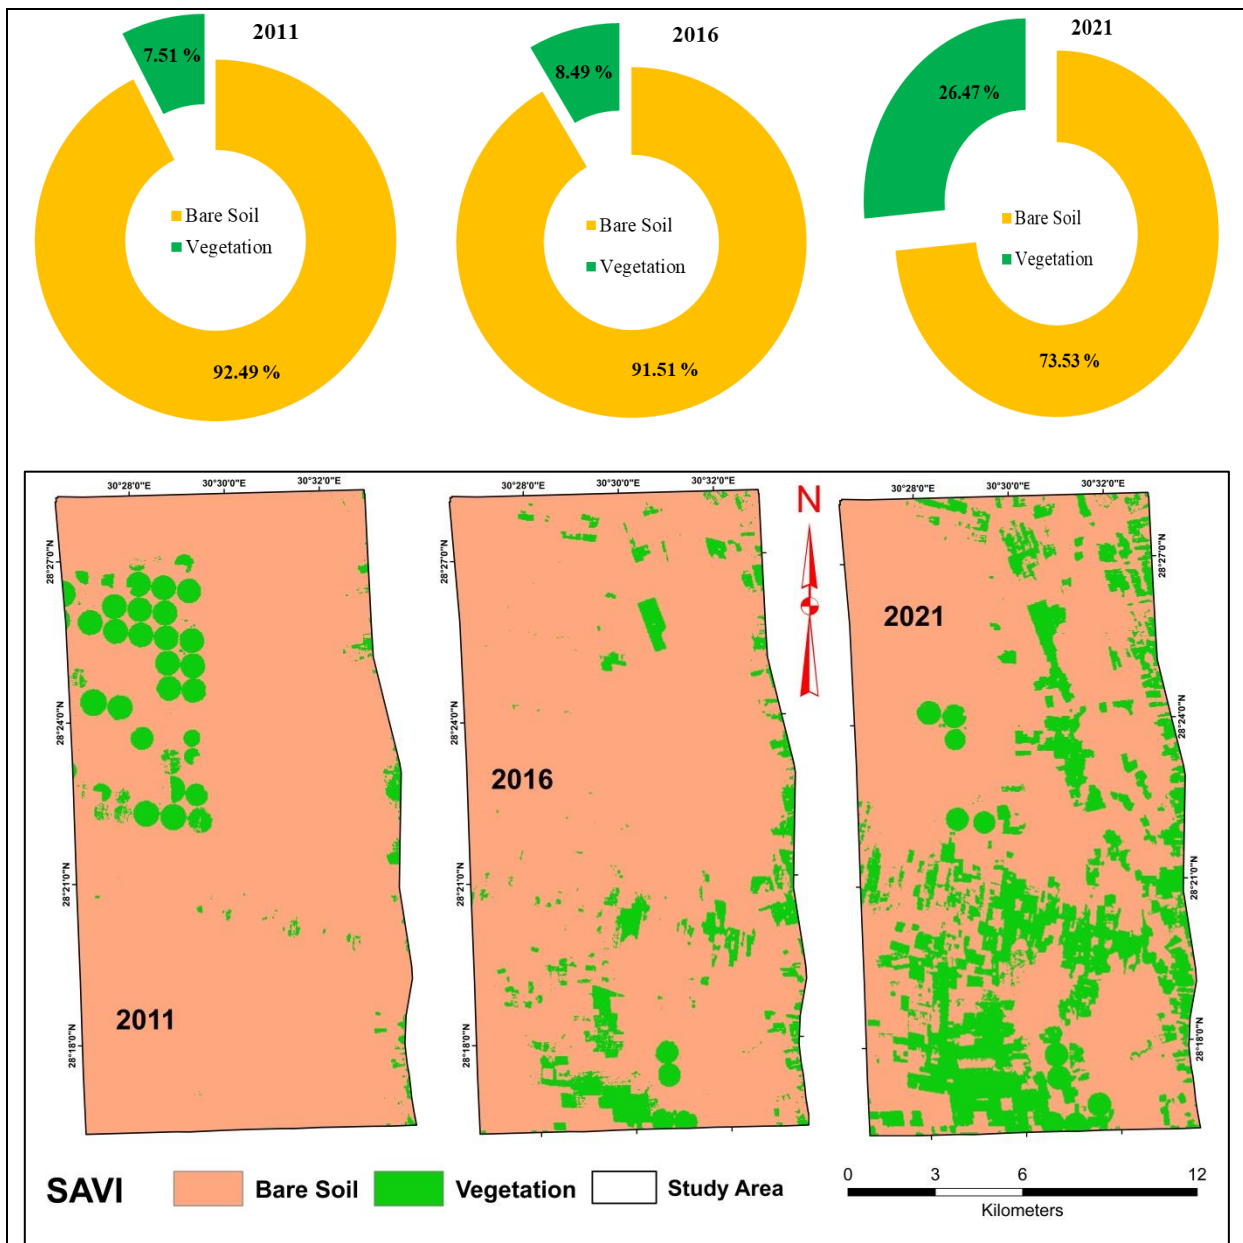 2011
7.51 %
Bare Soil
Vegetation
92.49 %
2016
8.49 %
Bare Soil
Vegetation
91.51 %
2021
26.47 %
Bare Soil
Vegetation
73.53 %
30°28'0"E 30°30'0"E 32°0'0"E
30°28'0"E 30°30'0"E 30°32'0"E
30°28'0"E 30°30'0"E 30°32'0"E
28°27'0"N
28°24'0"N
28°21'0"N
28°18'0"N
2011
28°27'0"N
28°24'0"N
28°21'0"N
28°18'0"N
2016
N
2021
28°27'0"N
28°24'0"N
28°21'0"N
28°18'0"N
SAVI Bare Soil Vegetation Study Area
0 3 6 12
Kilometers